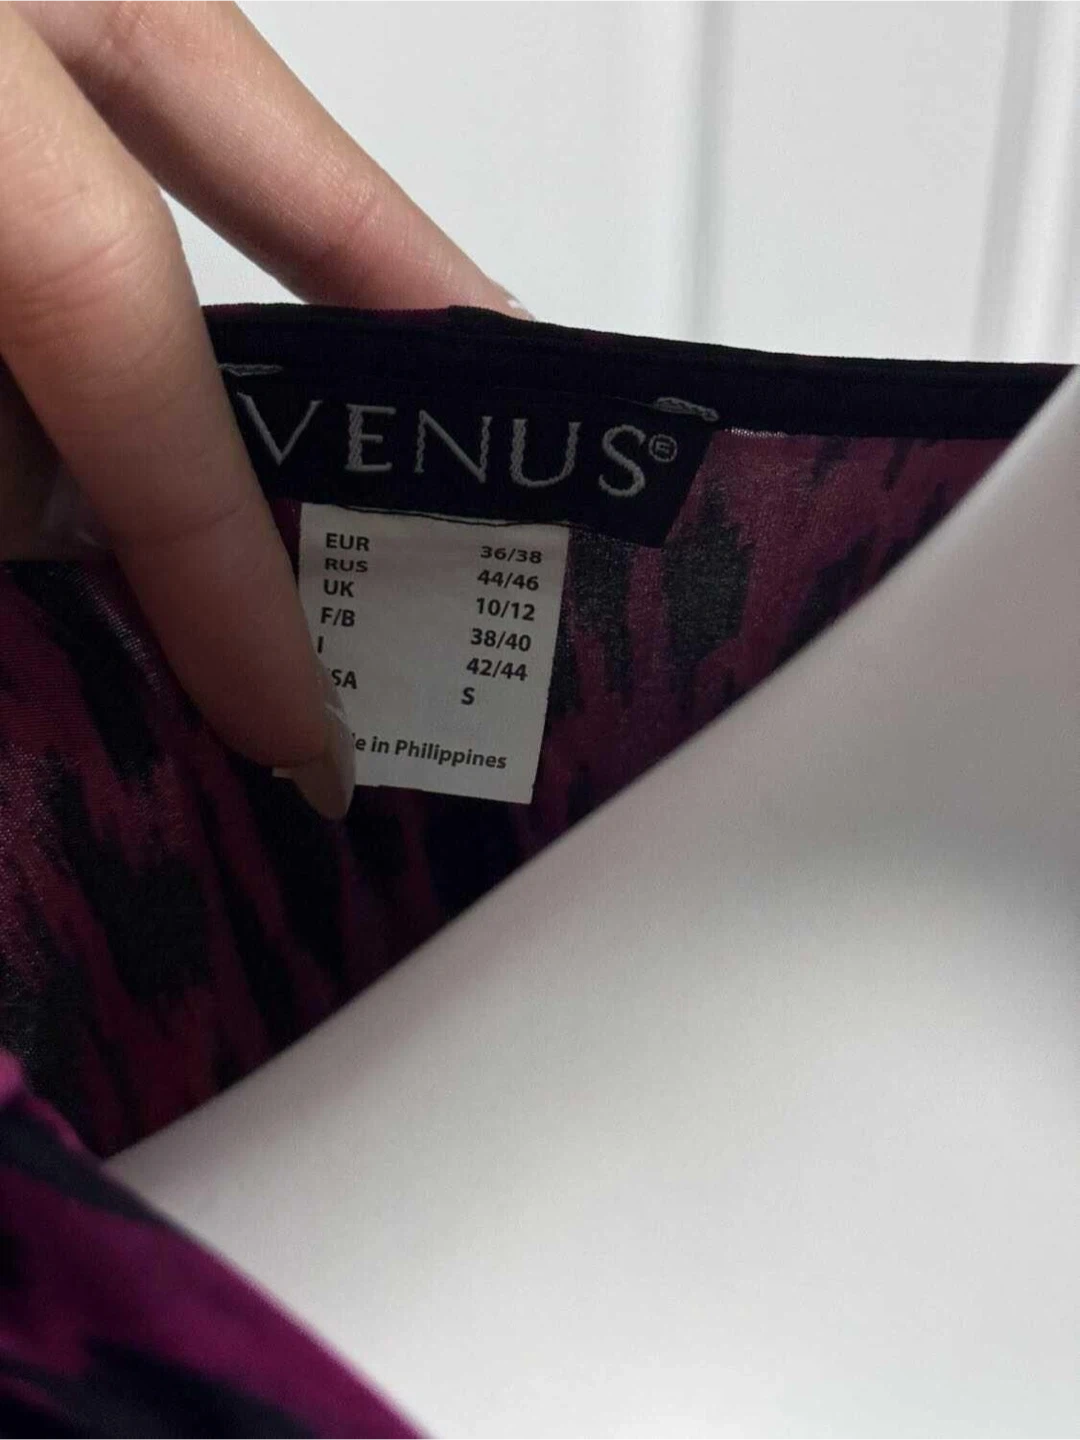 VENUS®
EUR 36/38
RUS 44/46
UK 10/12
F/B 38/40
I 42/44
SA S
e in Philippines